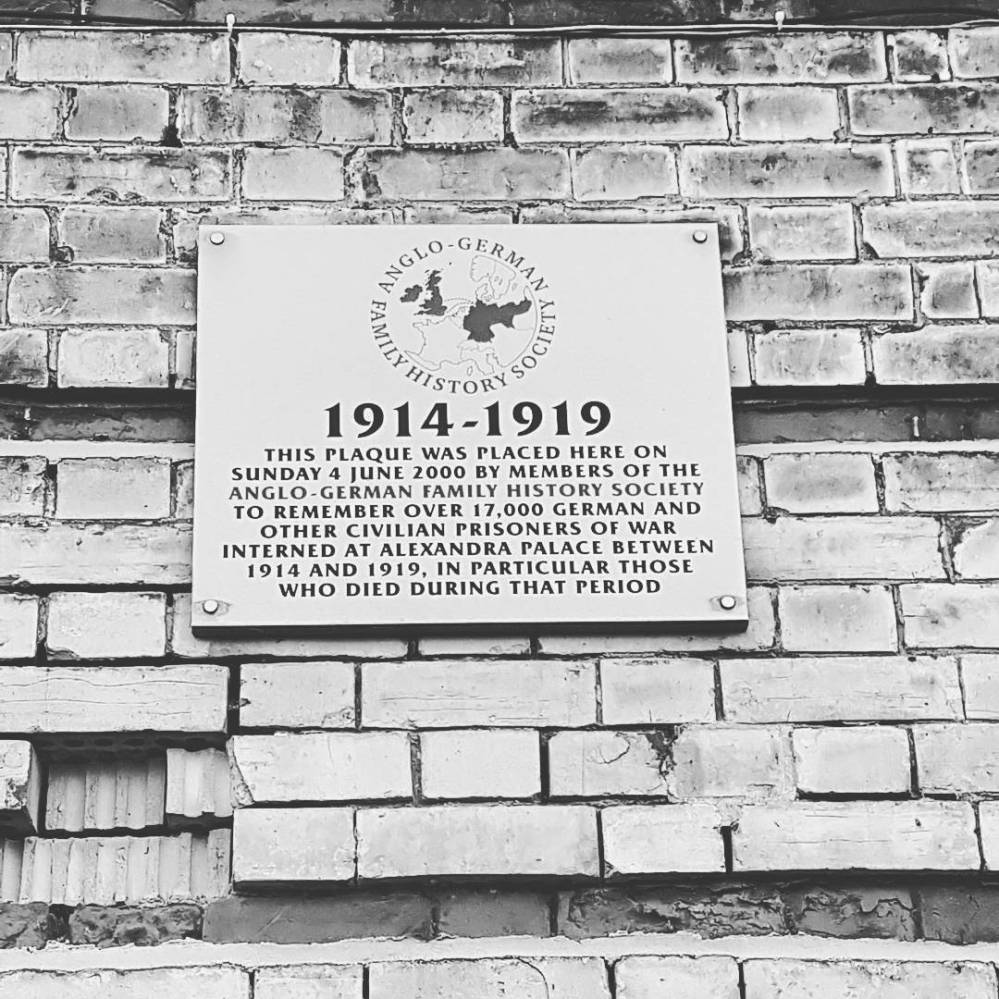 ANGLO-GERMAN
FAMILY HISTORY SOCIETY
1914-1919
THIS PLAQUE WAS PLACED HERE ON
SUNDAY 4 JUNE 2000 BY MEMBERS OF THE
ANGLO-GERMAN FAMILY HISTORY SOCIETY
TO REMEMBER OVER 17,000 GERMAN AND
OTHER CIVILIAN PRISONERS OF WAR
INTERNED AT ALEXANDRA PALACE BETWEEN
1914 AND 1919, IN PARTICULAR THOSE
WHO DIED DURING THAT PERIOD